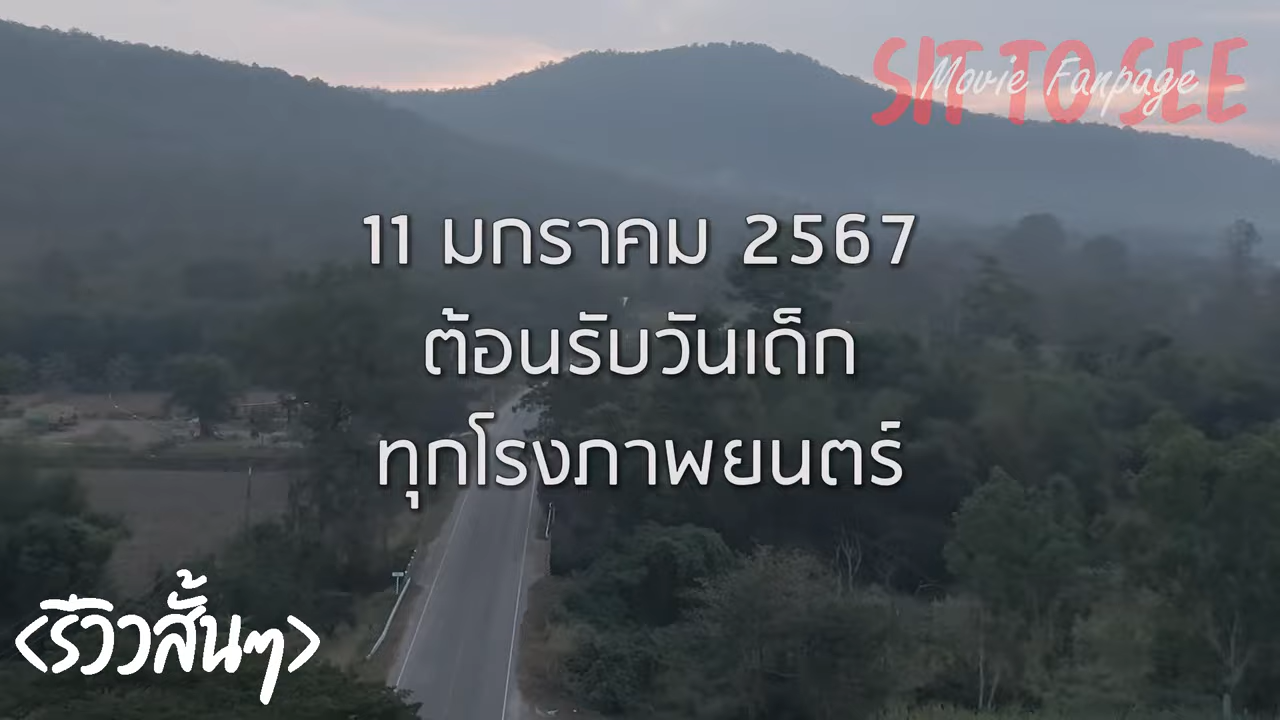 SIT TO SEE
Movie Fanpage
11 มกราคม 2567
ต้อนรับวันเด็ก
ทุกโรงภาพยนตร์
<รีวิวสั้นๆ>